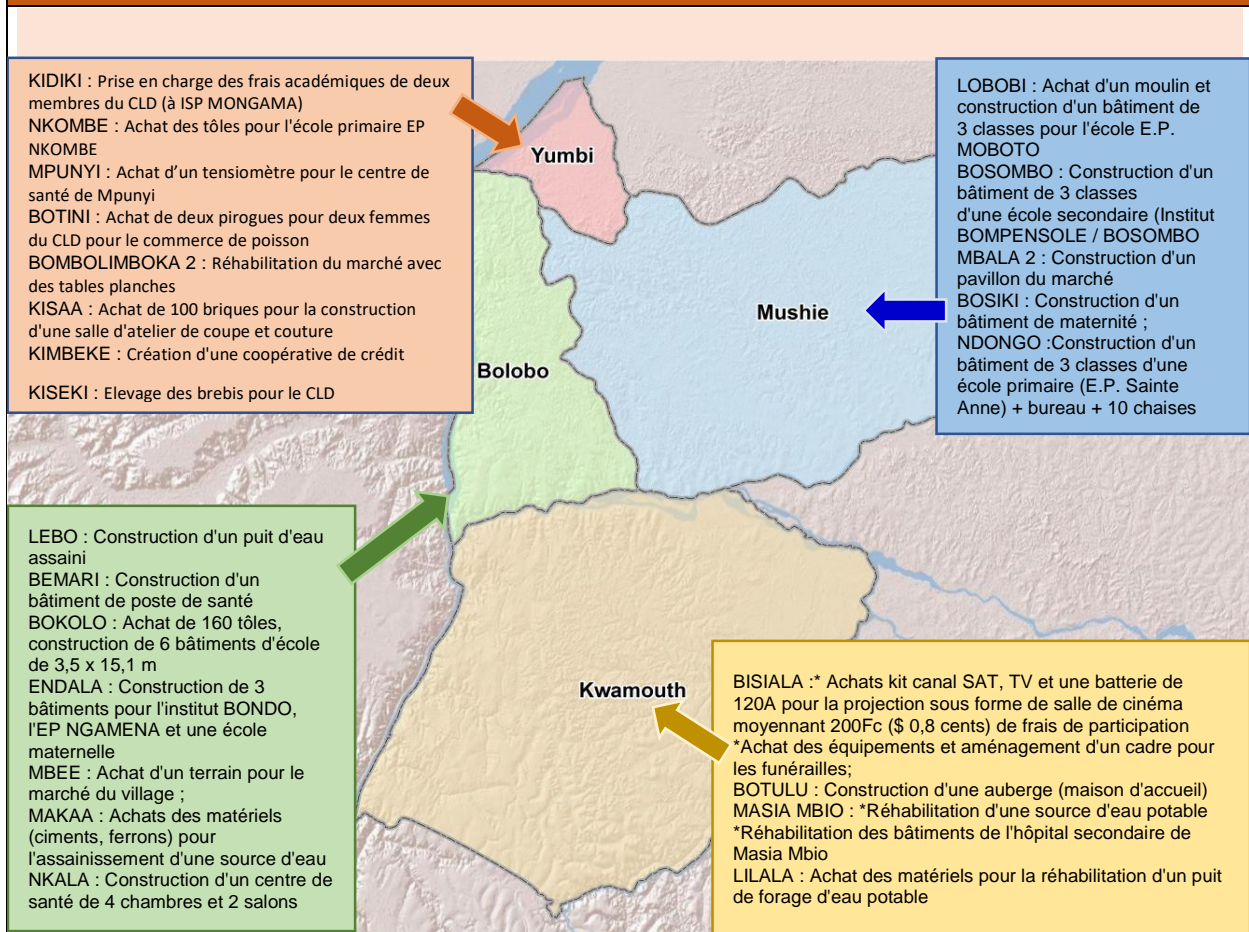 KIDIKI : Prise en charge des frais académiques de deux
membres du CLD (à ISP MONGAMA)
NKOMBE : Achat des tôles pour l'école primaire EP
NKOMBE
MPUNYI : Achat d’un tensiomètre pour le centre de
santé de Mpunyi
BOTINI : Achat de deux pirogues pour deux femmes
du CLD pour le commerce de poisson
BOMBOLIMBOKA 2 : Réhabilitation du marché avec
des tables planches
KISAA : Achat de 100 briques pour la construction
d'une salle d'atelier de coupe et couture
KIMBEKE : Création d'une coopérative de crédit
KISEKI : Elevage des brebis pour le CLD
Yumbi
Mushie
Bolobo
Kwamouth
LOBOBI : Achat d'un moulin et
construction d'un bâtiment de
3 classes pour l'école E.P.
MOBOTO
BOSOMBO : Construction d'un
bâtiment de 3 classes
d'une école secondaire (Institut
BOMPENSOLE / BOSOMBO
MBALA 2 : Construction d'un
pavillon du marché
BOSIKI : Construction d'un
bâtiment de maternité ;
NDONGO :Construction d'un
bâtiment de 3 classes d'une
école primaire (E.P. Sainte
Anne) + bureau + 10 chaises
LEBO : Construction d'un puit d'eau
assaini
BEMARI : Construction d'un
bâtiment de poste de santé
BOKOLO : Achat de 160 tôles,
construction de 6 bâtiments d'école
de 3,5 x 15,1 m
ENDALA : Construction de 3
bâtiments pour l'institut BONDO,
l'EP NGAMENA et une école
maternelle
MBEE : Achat d'un terrain pour le
marché du village ;
MAKAA : Achats des matériels
(ciments, ferrons) pour
l'assainissement d'une source d'eau
NKALA : Construction d'un centre de
santé de 4 chambres et 2 salons
BISIALA :* Achats kit canal SAT, TV et une batterie de
120A pour la projection sous forme de salle de cinéma
moyennant 200Fc ($ 0,8 cents) de frais de participation
*Achat des équipements et aménagement d'un cadre pour
les funérailles;
BOTULU : Construction d'une auberge (maison d'accueil)
MASIA MBIO : *Réhabilitation d'une source d'eau potable
*Réhabilitation des bâtiments de l'hôpital secondaire de
Masia Mbio
LILALA : Achat des matériels pour la réhabilitation d'un puit
de forage d'eau potable